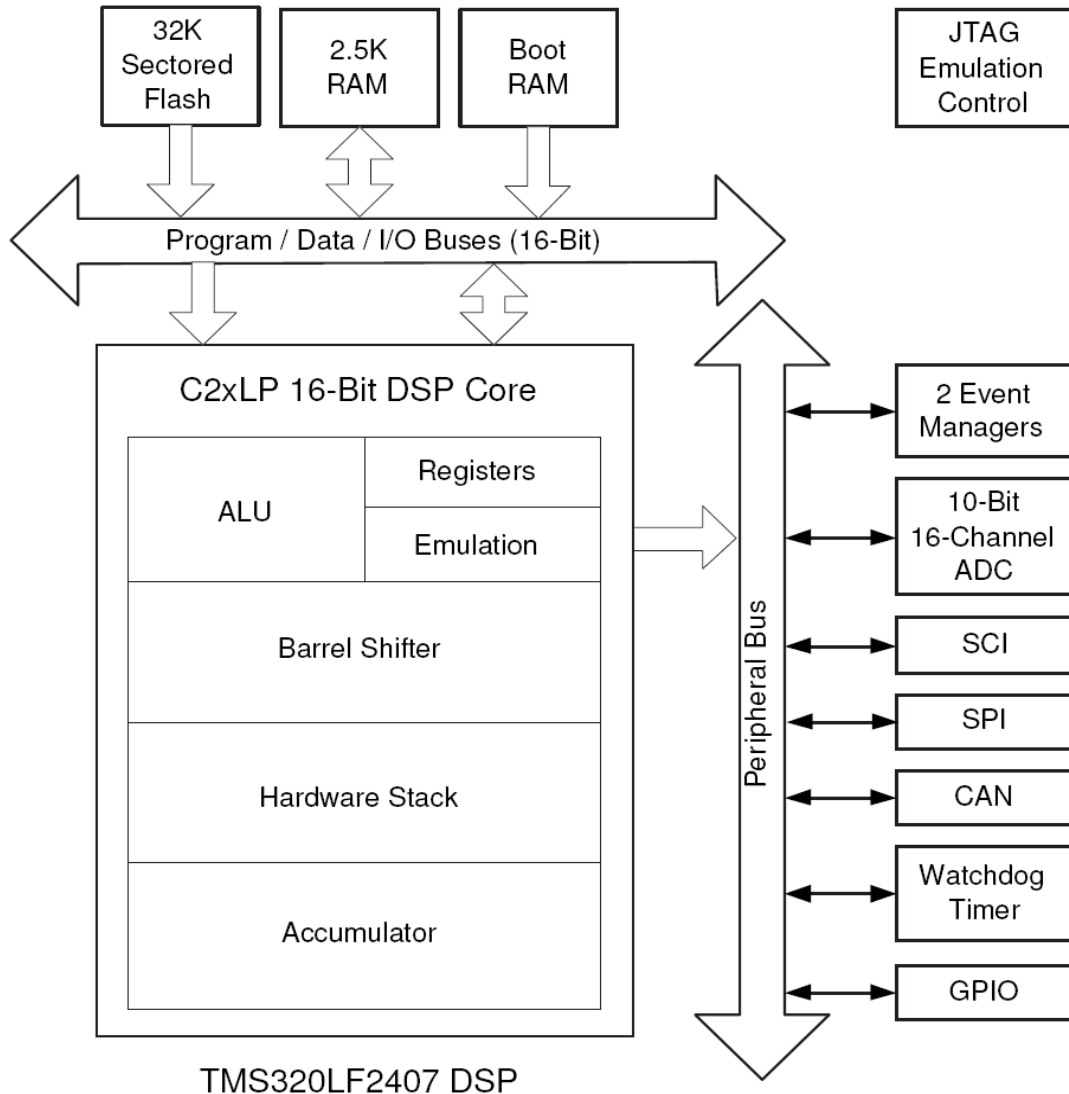 32K
Sectored
Flash
2.5K
RAM
Boot
RAM
JTAG
Emulation
Control
Program / Data / I/O Buses (16-Bit)
C2xLP 16-Bit DSP Core
ALU
Registers
Emulation
Barrel Shifter
Hardware Stack
Accumulator
Peripheral Bus
2 Event
Managers
10-Bit
16-Channel
ADC
SCI
SPI
CAN
Watchdog
Timer
GPIO
TMS320LF2407 DSP